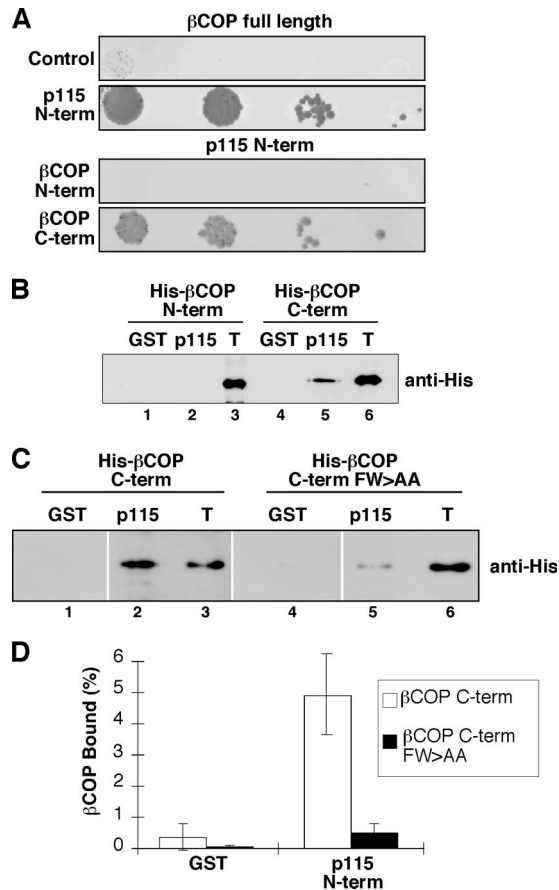 A
βCOP full length
Control
p115
N-term
p115 N-term
βCOP
N-term
βCOP
C-term
B
His-βCOP
N-term
His-βCOP
C-term
GST p115 T GST p115 T
anti-His
1 2 3 4 5 6
C
His-βCOP
C-term
His-βCOP
C-term FW>AA
GST p115 T GST p115 T
anti-His
1 2 3 4 5 6
D
βCOP Bound (%)
6
5
4
3
2
1
0
GST
p115
N-term
βCOP C-term
βCOP C-term
FW>AA